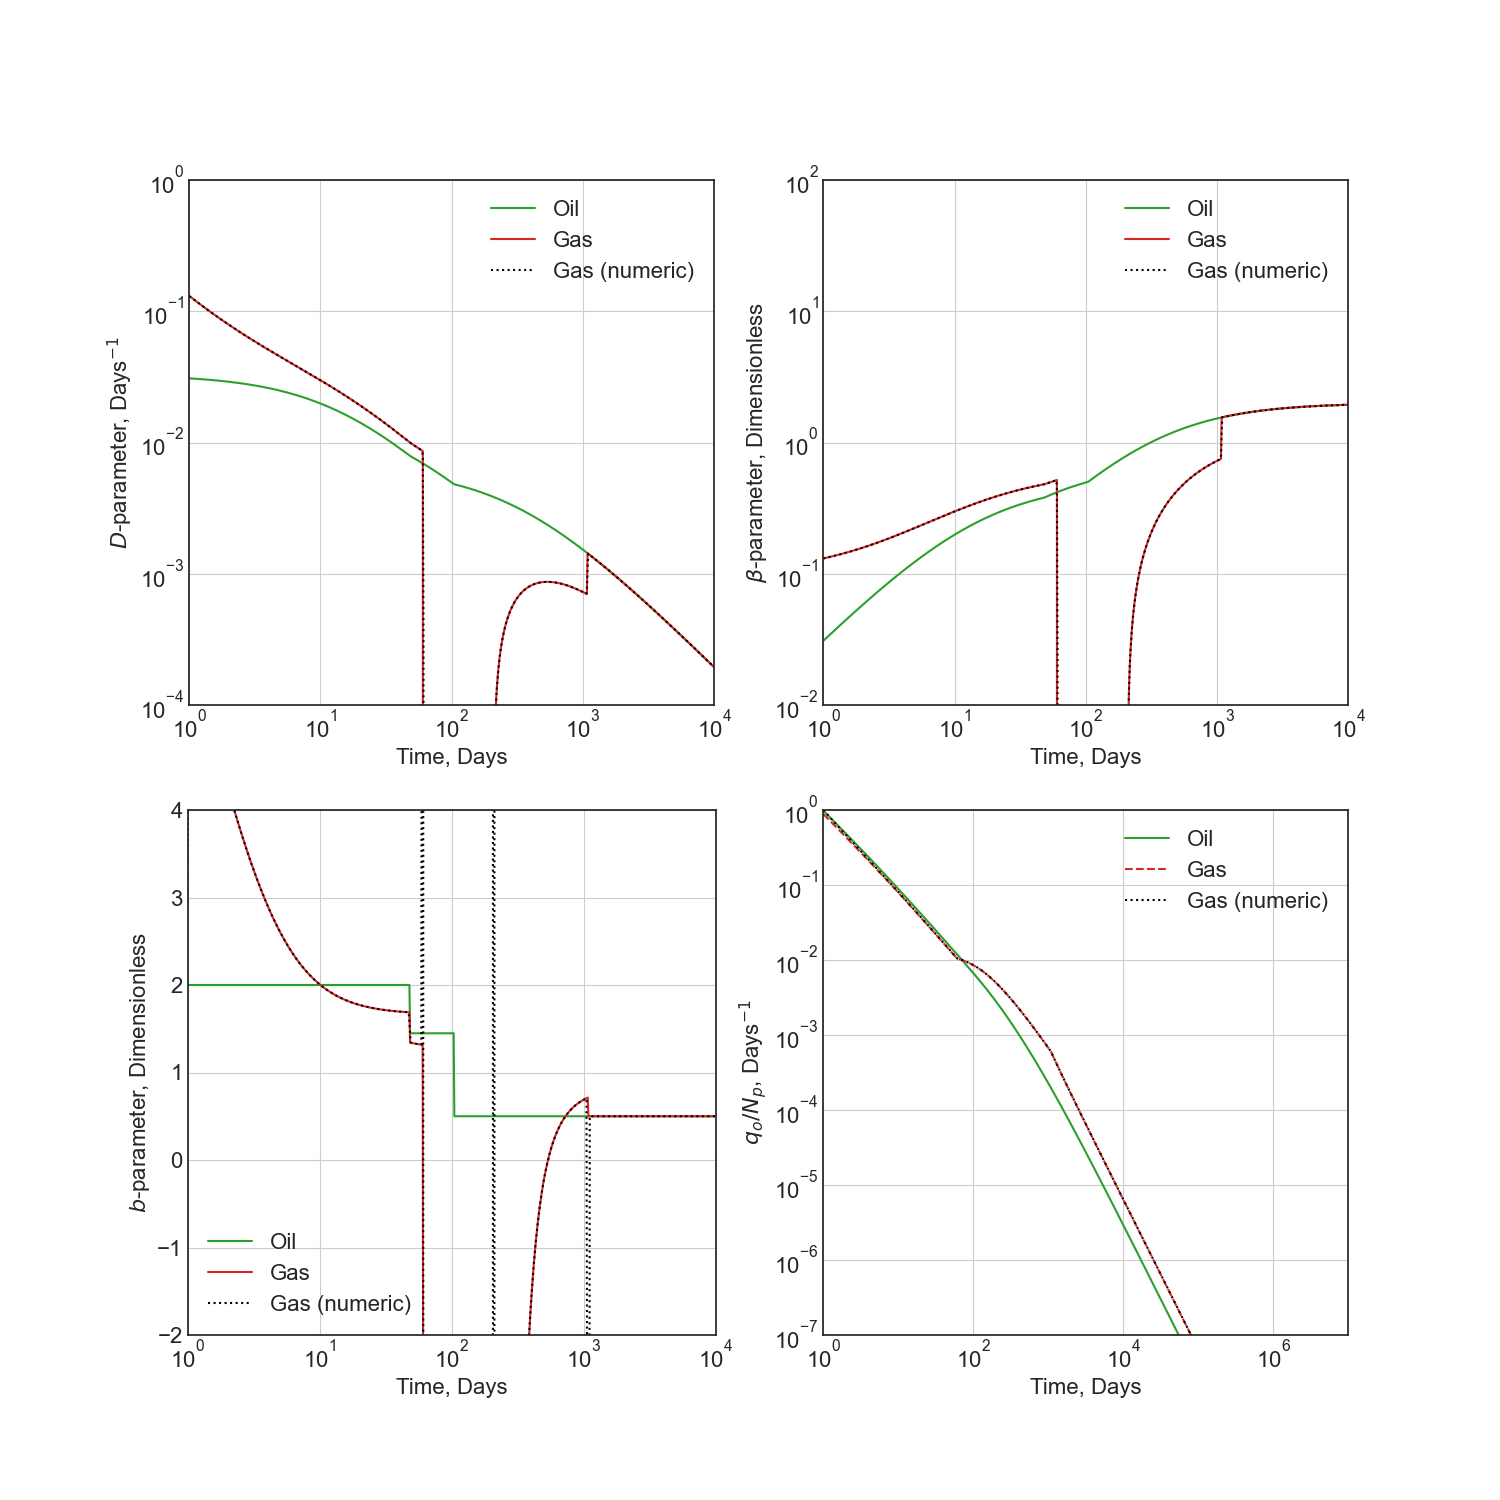 Oil
Gas
Gas (numeric)
10^0
10^−1
10^−2
10^−3
10^−4
D-parameter, Days^−1
10^0 10^1 10^2 10^3 10^4
Time, Days
Oil
Gas
Gas (numeric)
10^2
10^1
10^0
10^−1
10^−2
β-parameter, Dimensionless
10^0 10^1 10^2 10^3 10^4
Time, Days
4
3
2
1
0
−1
−2
b-parameter, Dimensionless
Oil
Gas
Gas (numeric)
10^0 10^1 10^2 10^3 10^4
Time, Days
Oil
Gas
Gas (numeric)
10^0
10^−1
10^−2
10^−3
10^−4
10^−5
10^−6
10^−7
q_o/N_p, Days^−1
10^0 10^2 10^4 10^6
Time, Days